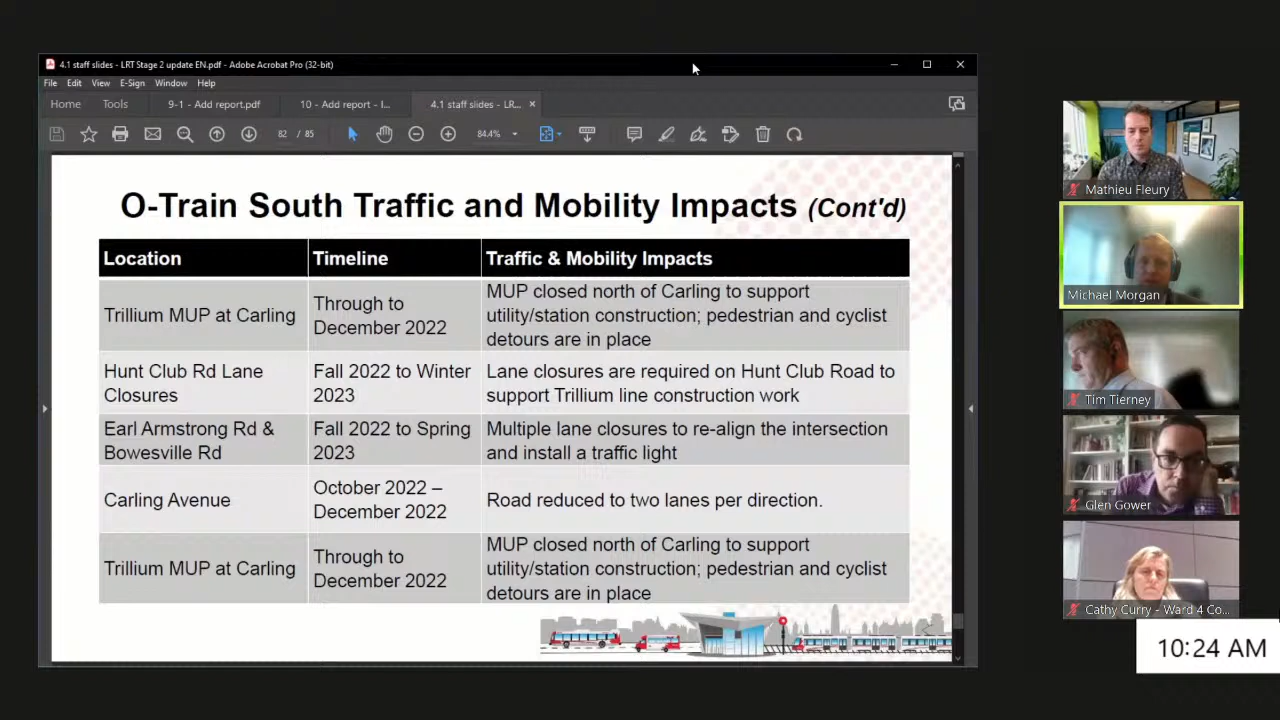 4.1 staff slides - LRT Stage 2 update EN.pdf - Adobe Acrobat Pro (32-bit)
File Edit View E-Sign Window Help
Home Tools 9-1 - Add report.pdf 10 - Add report - I... 4.1 staff slides - LR... ×
82 / 85 84.4%
O-Train South Traffic and Mobility Impacts (Cont'd)
Location Timeline Traffic & Mobility Impacts
Trillium MUP at Carling
Through to
December 2022
MUP closed north of Carling to support
utility/station construction; pedestrian and cyclist
detours are in place
Hunt Club Rd Lane
Closures
Fall 2022 to Winter
2023
Lane closures are required on Hunt Club Road to
support Trillium line construction work
Earl Armstrong Rd &
Bowesville Rd
Fall 2022 to Spring
2023
Multiple lane closures to re-align the intersection
and install a traffic light
Carling Avenue
October 2022 –
December 2022
Road reduced to two lanes per direction.
Trillium MUP at Carling
Through to
December 2022
MUP closed north of Carling to support
utility/station construction; pedestrian and cyclist
detours are in place
Mathieu Fleury
Michael Morgan
Tim Tierney
Glen Gower
Cathy Curry - Ward 4 Co...
10:24 AM